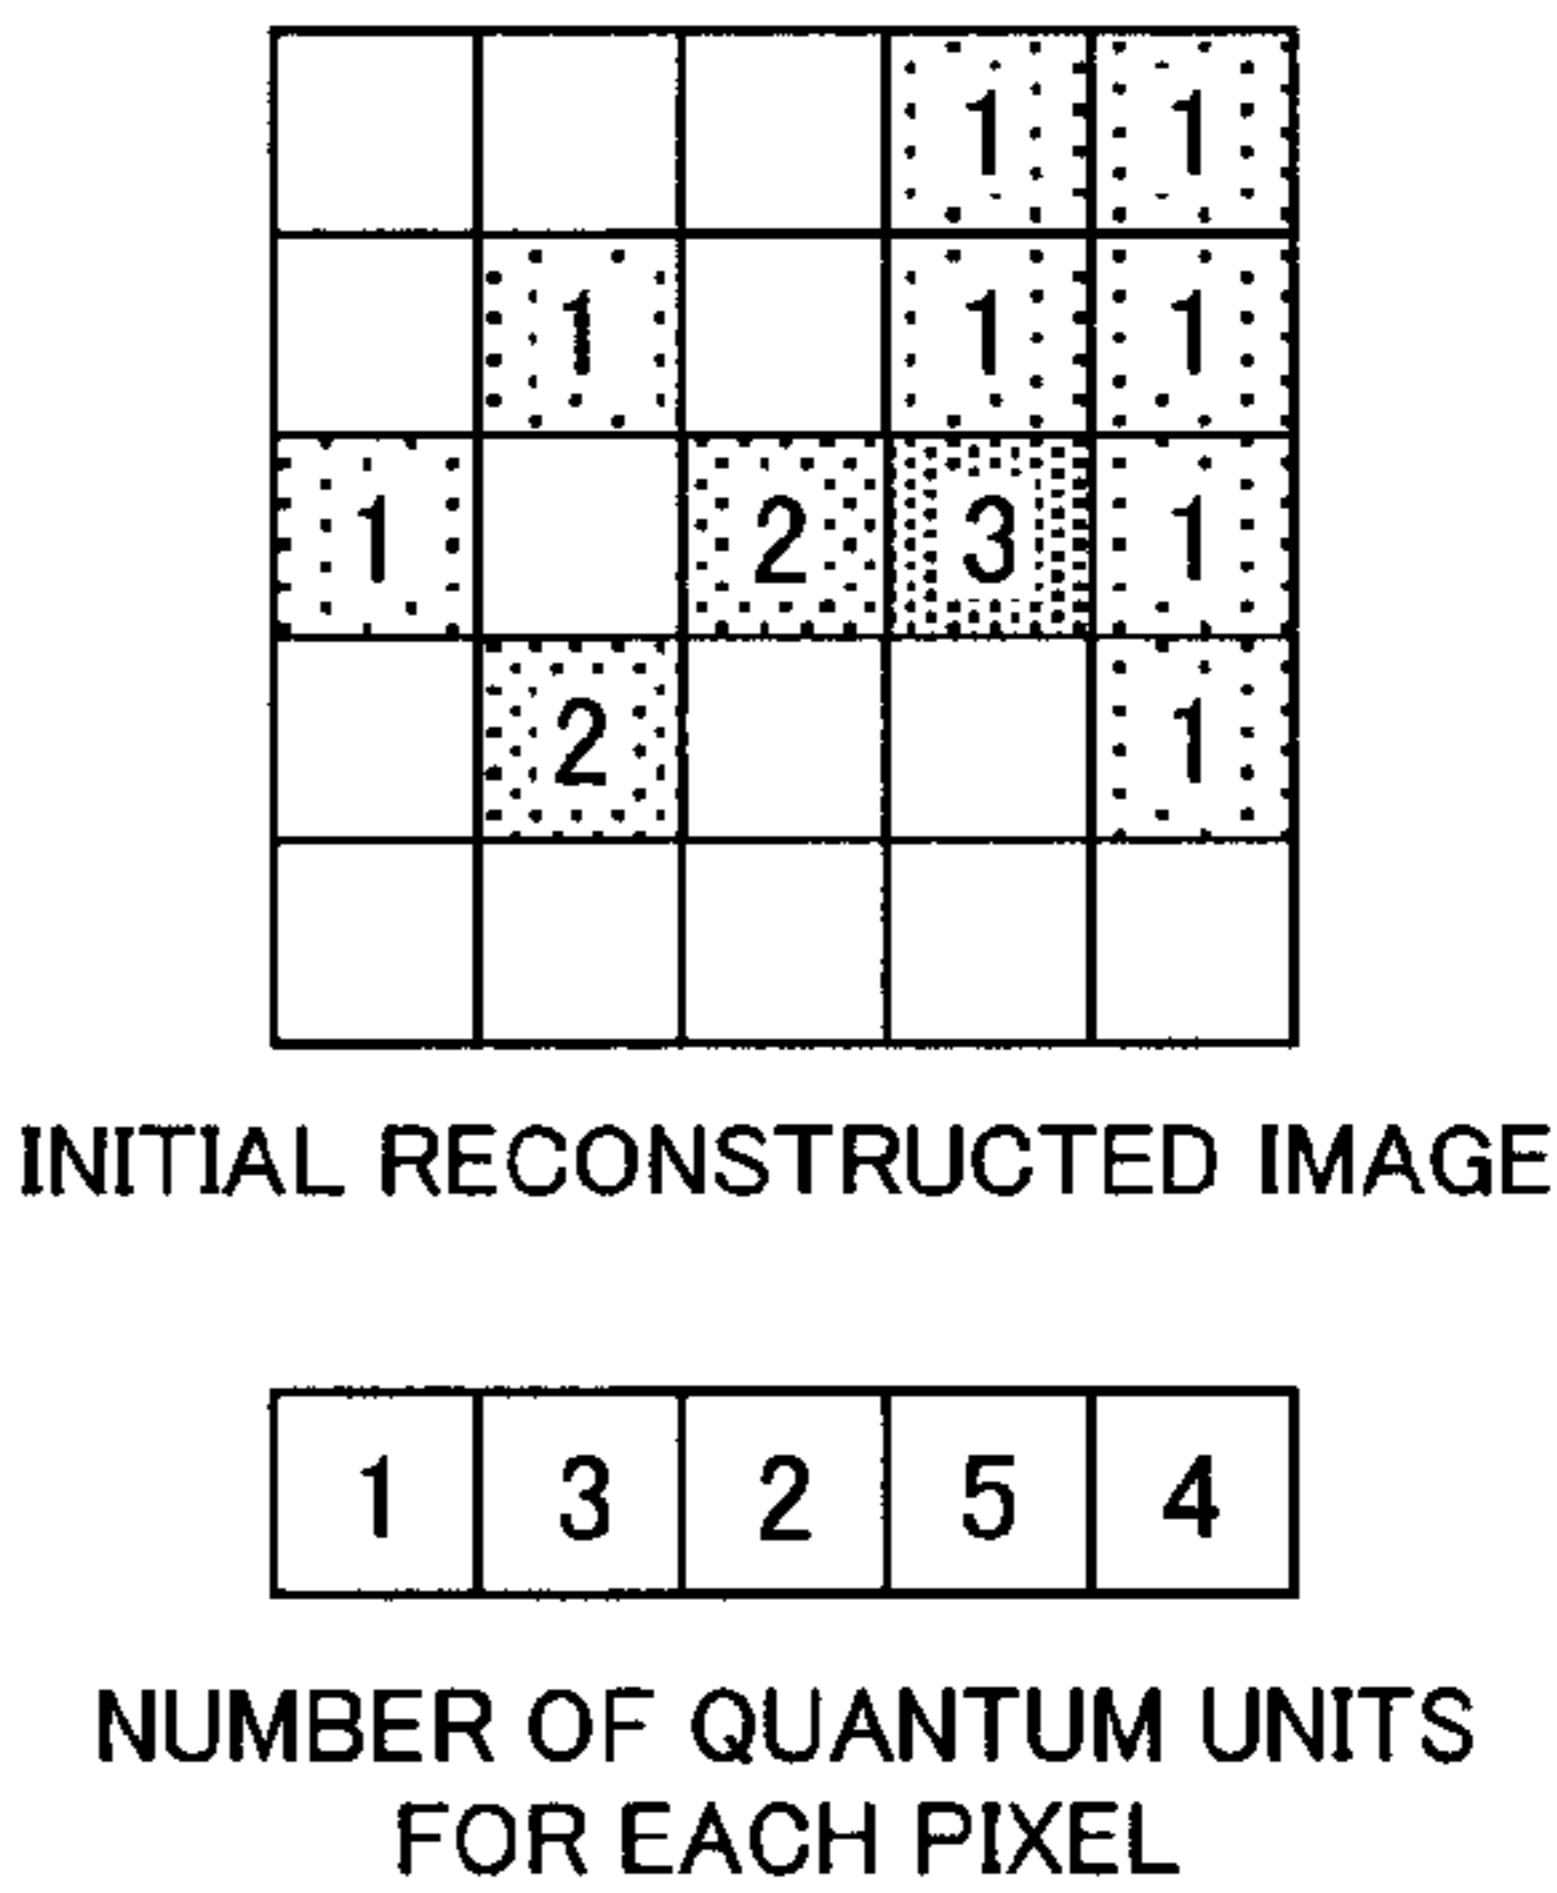 1 1
1 1 1
1 2 3 1
2 1
INITIAL RECONSTRUCTED IMAGE
1 3 2 5 4
NUMBER OF QUANTUM UNITS
FOR EACH PIXEL